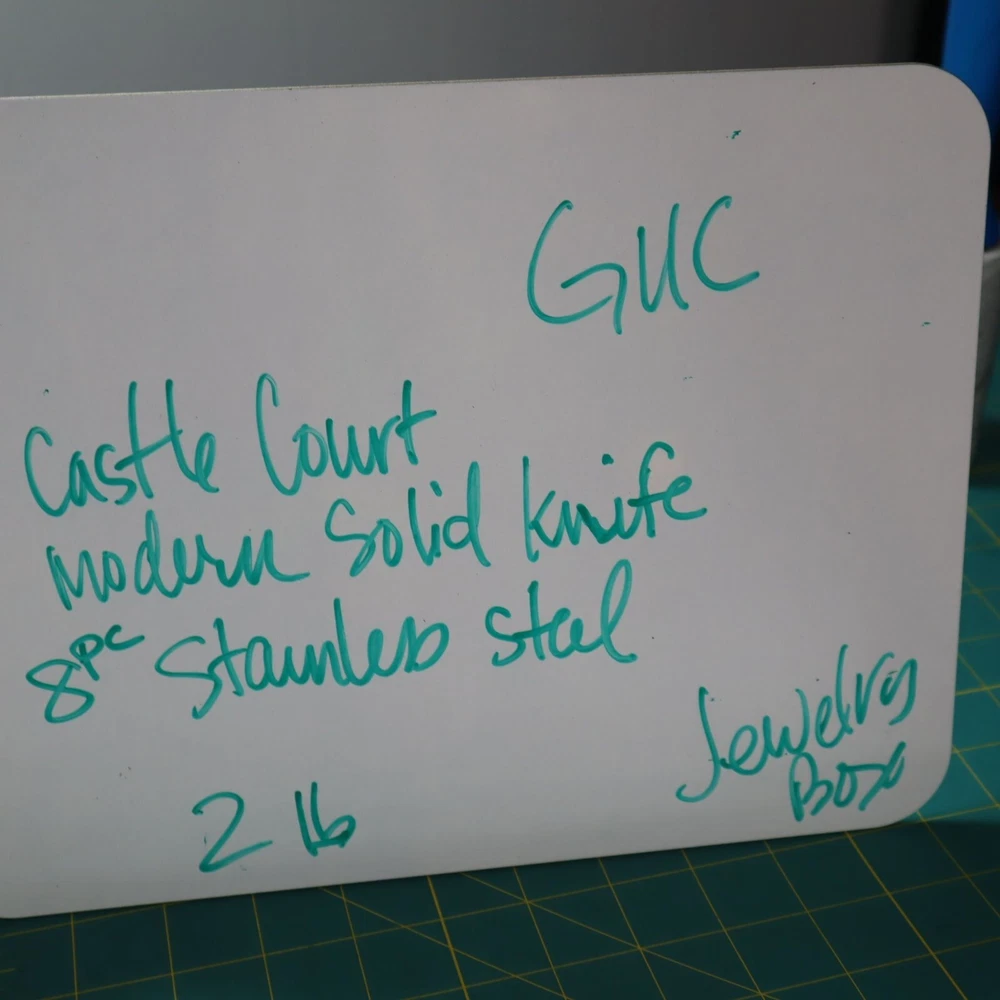 GUC
Castle Court
modern Solid knife
8pc Stainless steel
Jewelry
Box
2 lb